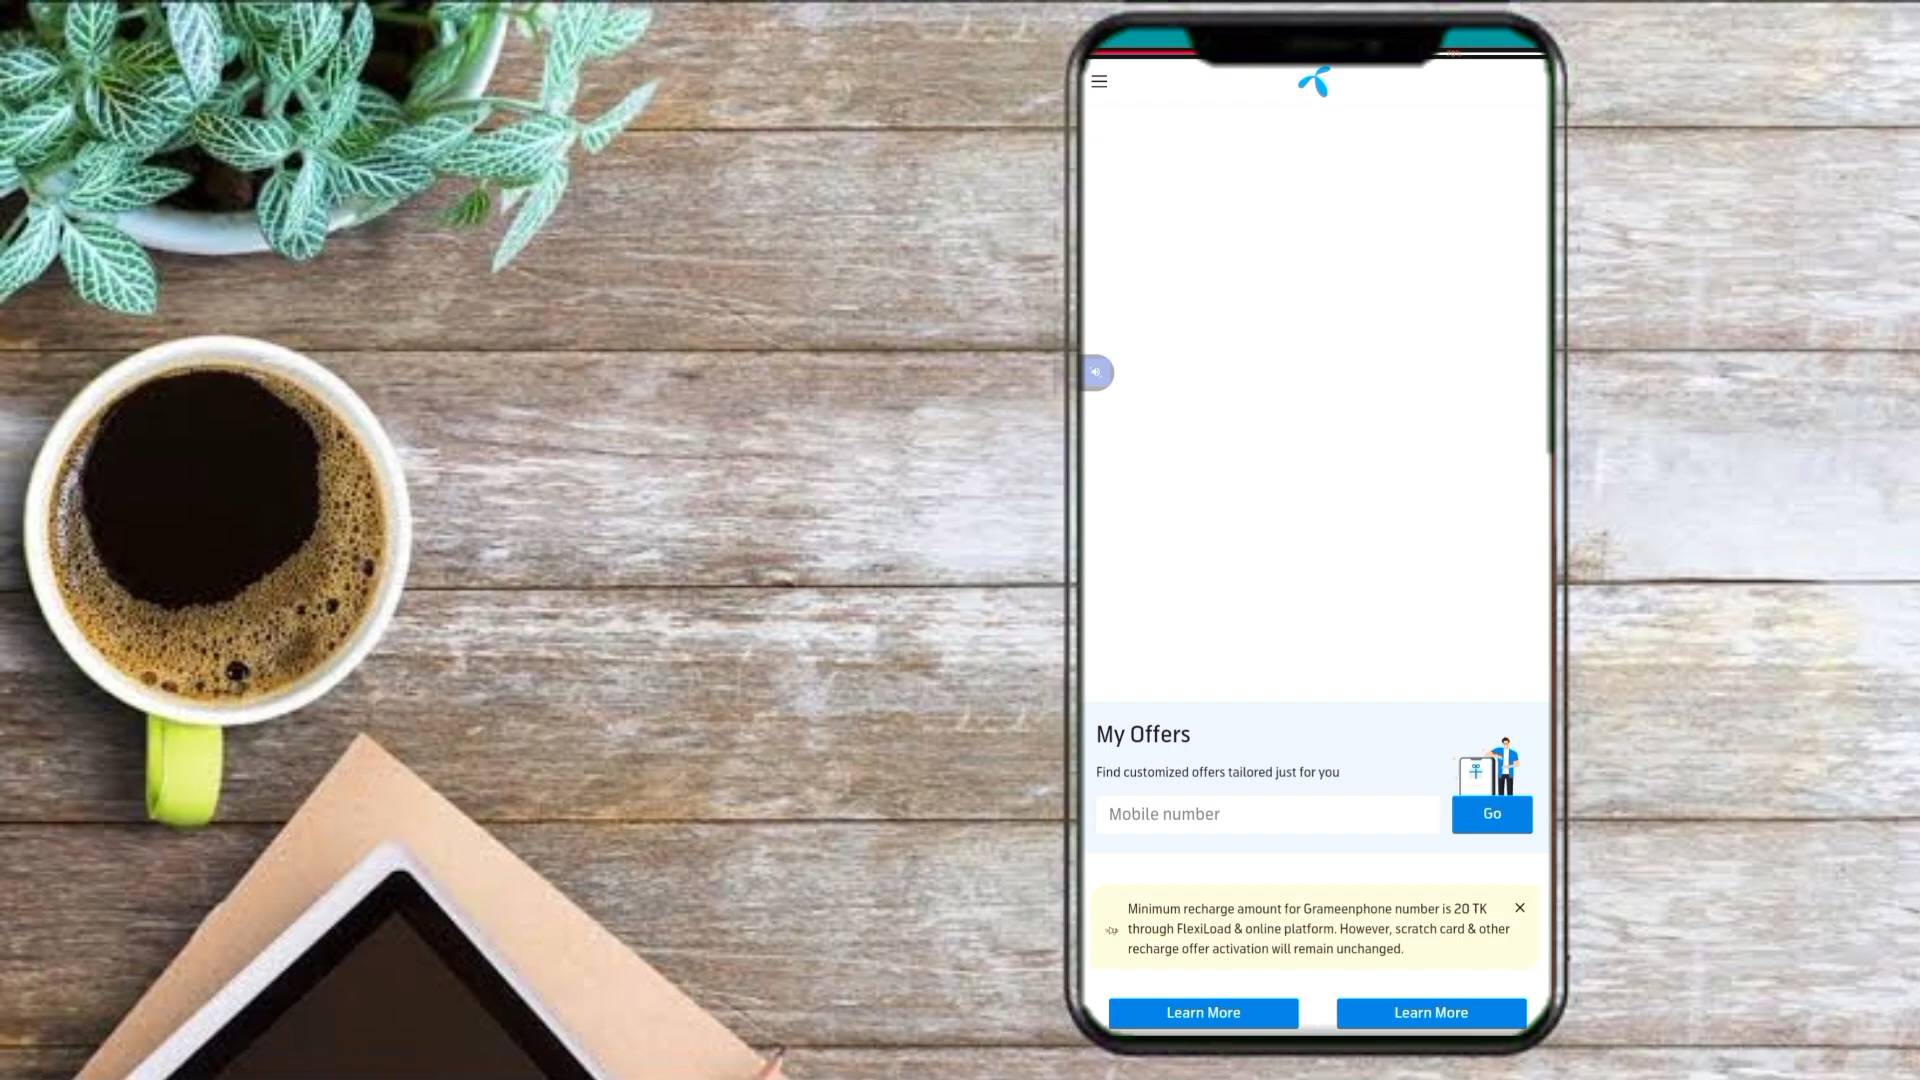 My Offers
Find customized offers tailored just for you
Mobile number
Go
Minimum recharge amount for Grameenphone number is 20 TK
through FlexiLoad & online platform. However, scratch card & other
recharge offer activation will remain unchanged.
Learn More
Learn More